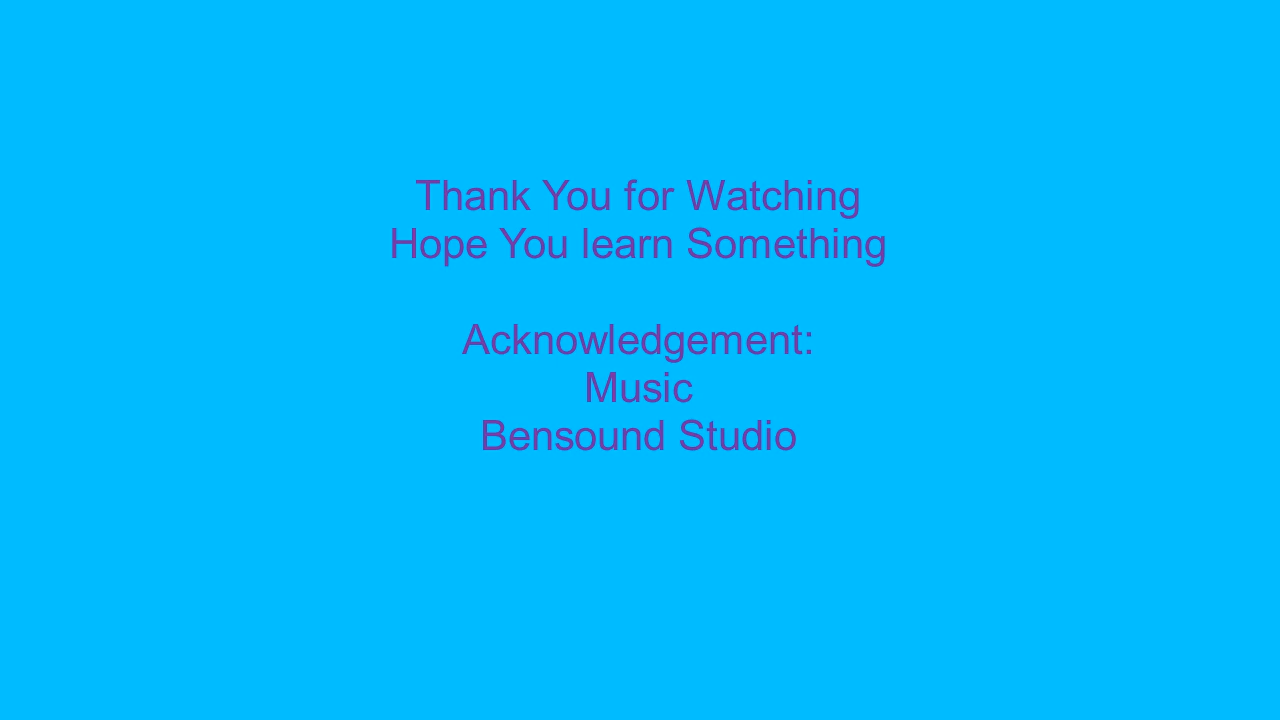 Thank You for Watching
Hope You learn Something
Acknowledgement:
Music
Bensound Studio